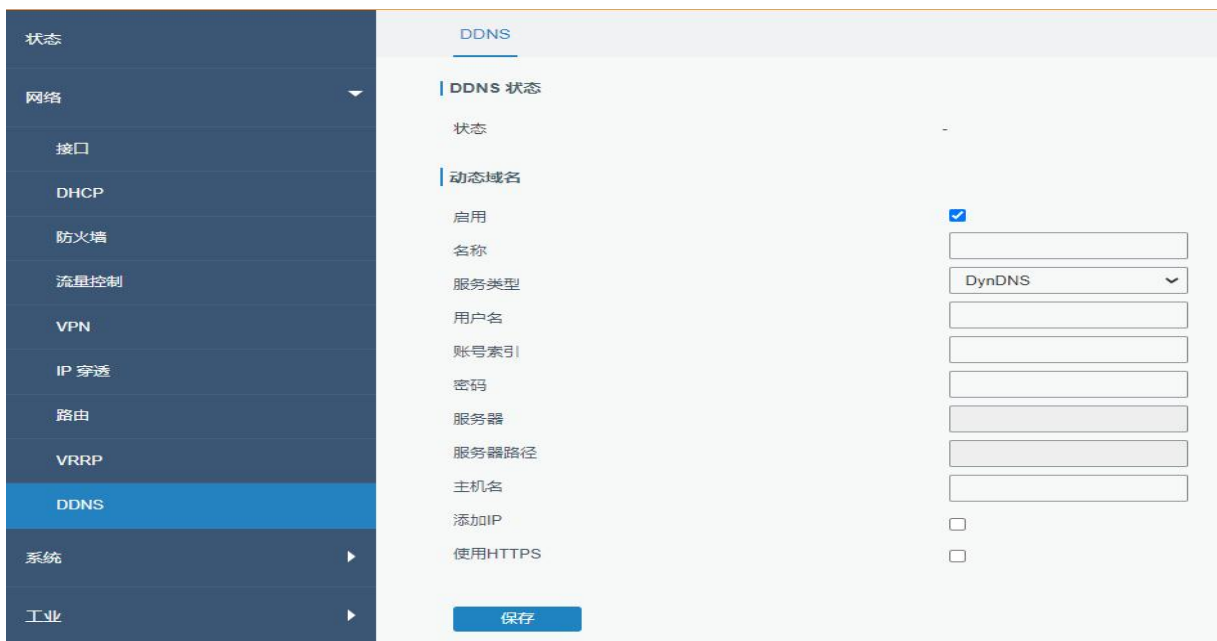 状态
网络
接口
DHCP
防火墙
流量控制
VPN
IP 穿透
路由
VRRP
DDNS
系统
工业
DDNS
DDNS 状态
状态 -
动态域名
启用
名称
服务类型 DynDNS
用户名
账号索引
密码
服务器
服务器路径
主机名
添加IP
使用HTTPS
保存